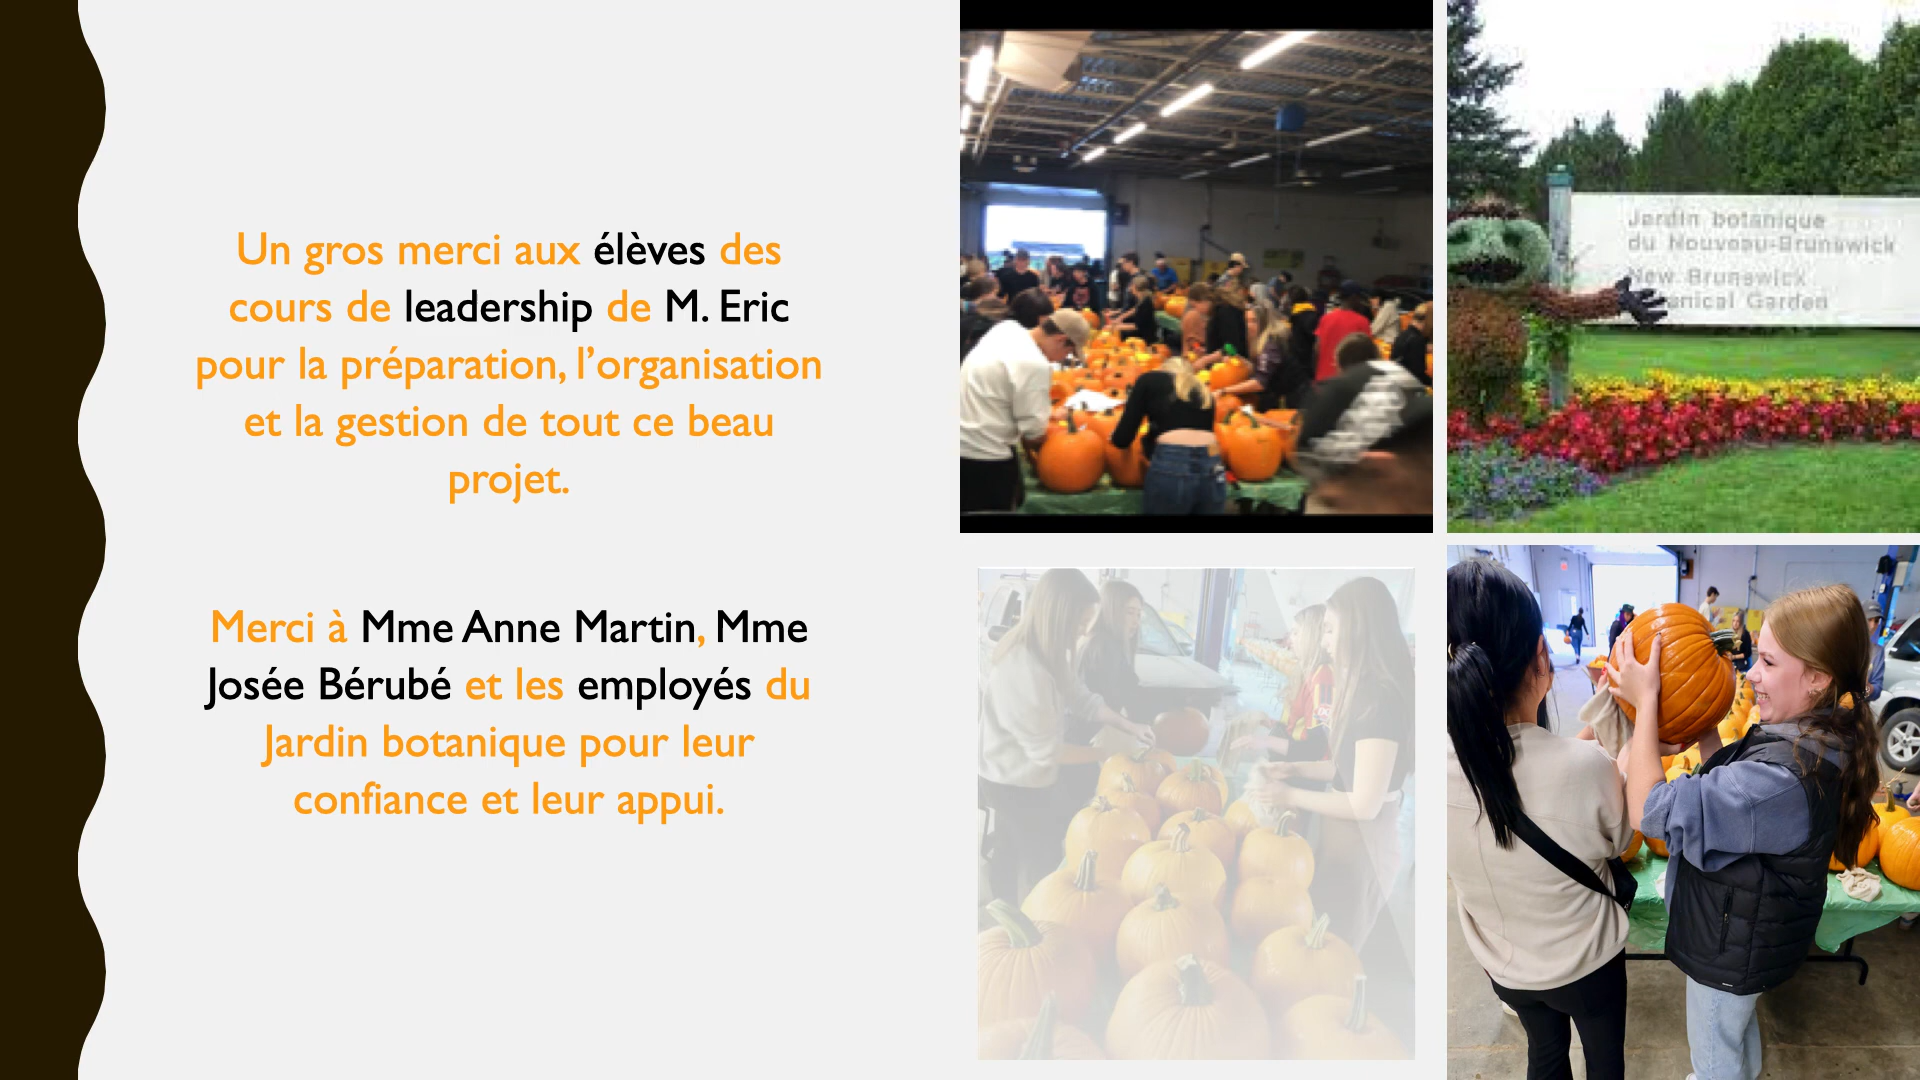 Un gros merci aux élèves des
cours de leadership de M. Eric
pour la préparation, l’organisation
et la gestion de tout ce beau
projet.
Merci à Mme Anne Martin, Mme
Josée Bérubé et les employés du
Jardin botanique pour leur
confiance et leur appui.
Jardin botanique
du Nouveau-Brunswick
New Brunswick
Garden